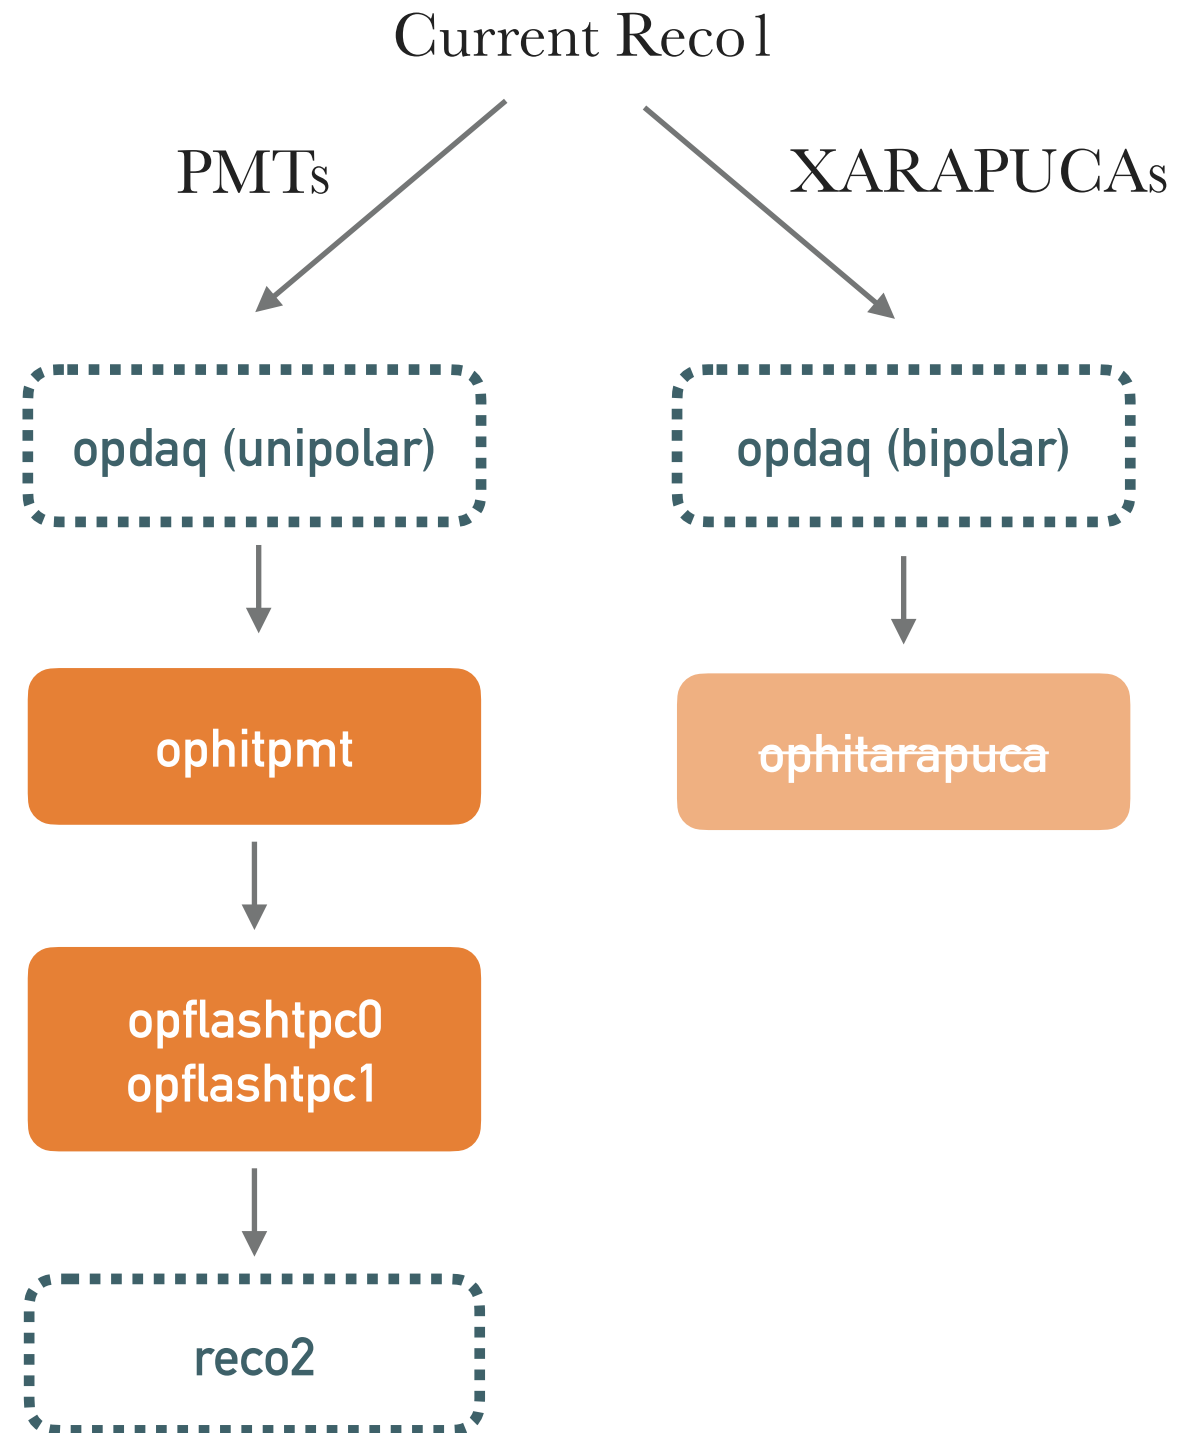 Current Reco1
PMTs
XARAPUCAs
opdaq (unipolar)
opdaq (bipolar)
ophitpmt
ophitarapuca
opflashtpc0
opflashtpc1
reco2